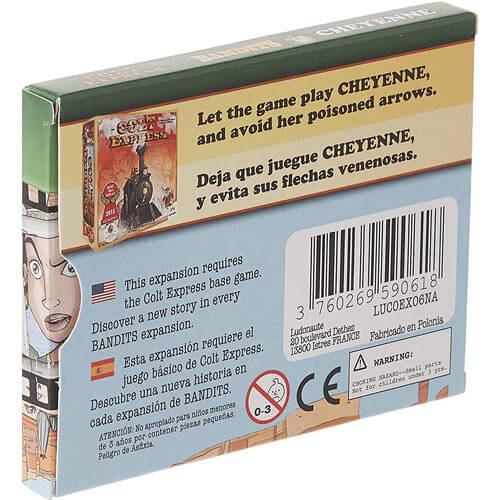 BANDITS
CHEYENNE
COLT
EXPRESS
2015
Let the game play CHEYENNE,
and avoid her poisoned arrows.
Deja que juegue CHEYENNE,
y evita sus flechas venenosas.
This expansion requires
the Colt Express base game.
Discover a new story in every
BANDITS expansion.
Esta expansión requiere el
juego básico de Colt Express.
Descubre una nueva historia en
cada expansión de BANDITS.
ATENCIÓN: No apropiado para niños menores
de 3 años por contener piezas pequeñas.
Peligro de Asfixia.
0-3
CE
3 760269 590618
LUCOEX06NA
Ludonaute
20 boulevard Dethez
13800 Istres FRANCE
Fabricado en Polonia
WARNING:
CHOKING HAZARD--Small parts
Not for children under 3 yrs.